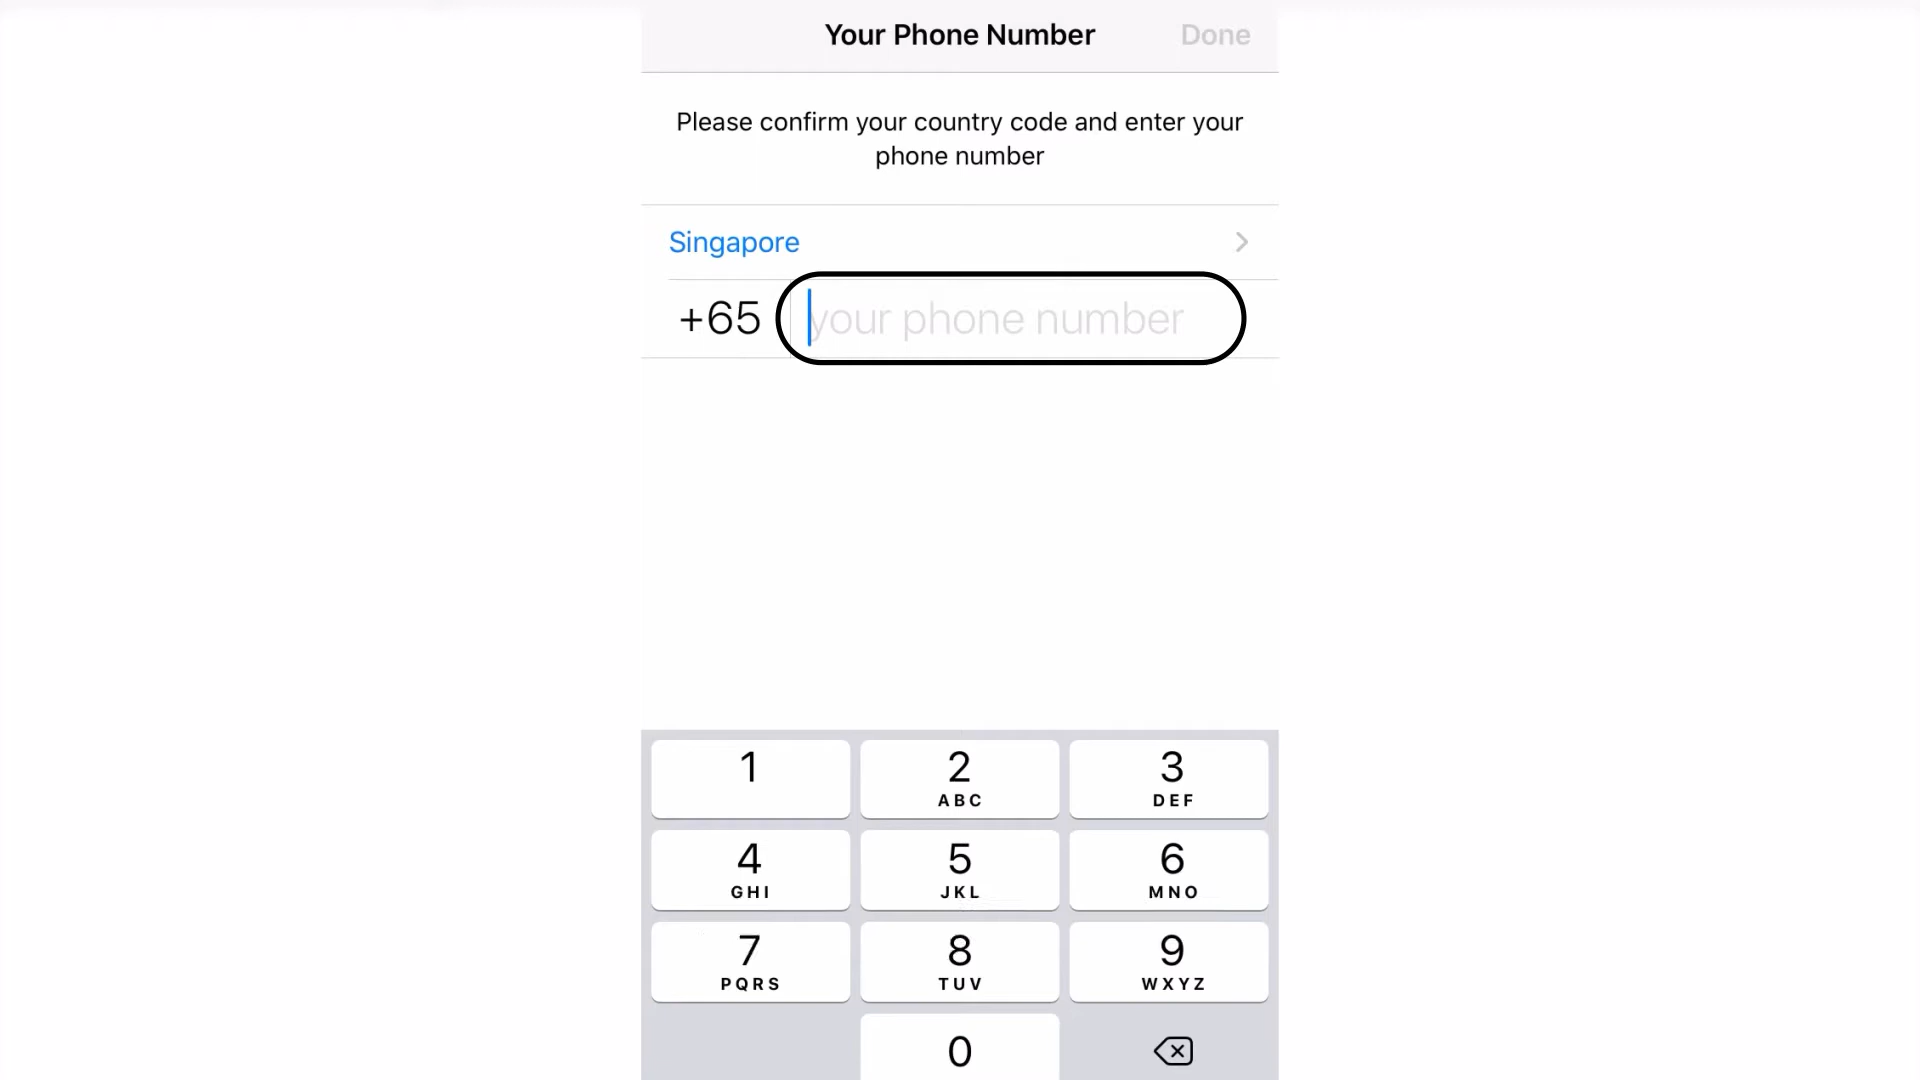 Your Phone Number Done
Please confirm your country code and enter your
phone number
Singapore
+65 your phone number
1 2 3
ABC DEF
4 5 6
GHI JKL MNO
7 8 9
PQRS TUV WXYZ
0